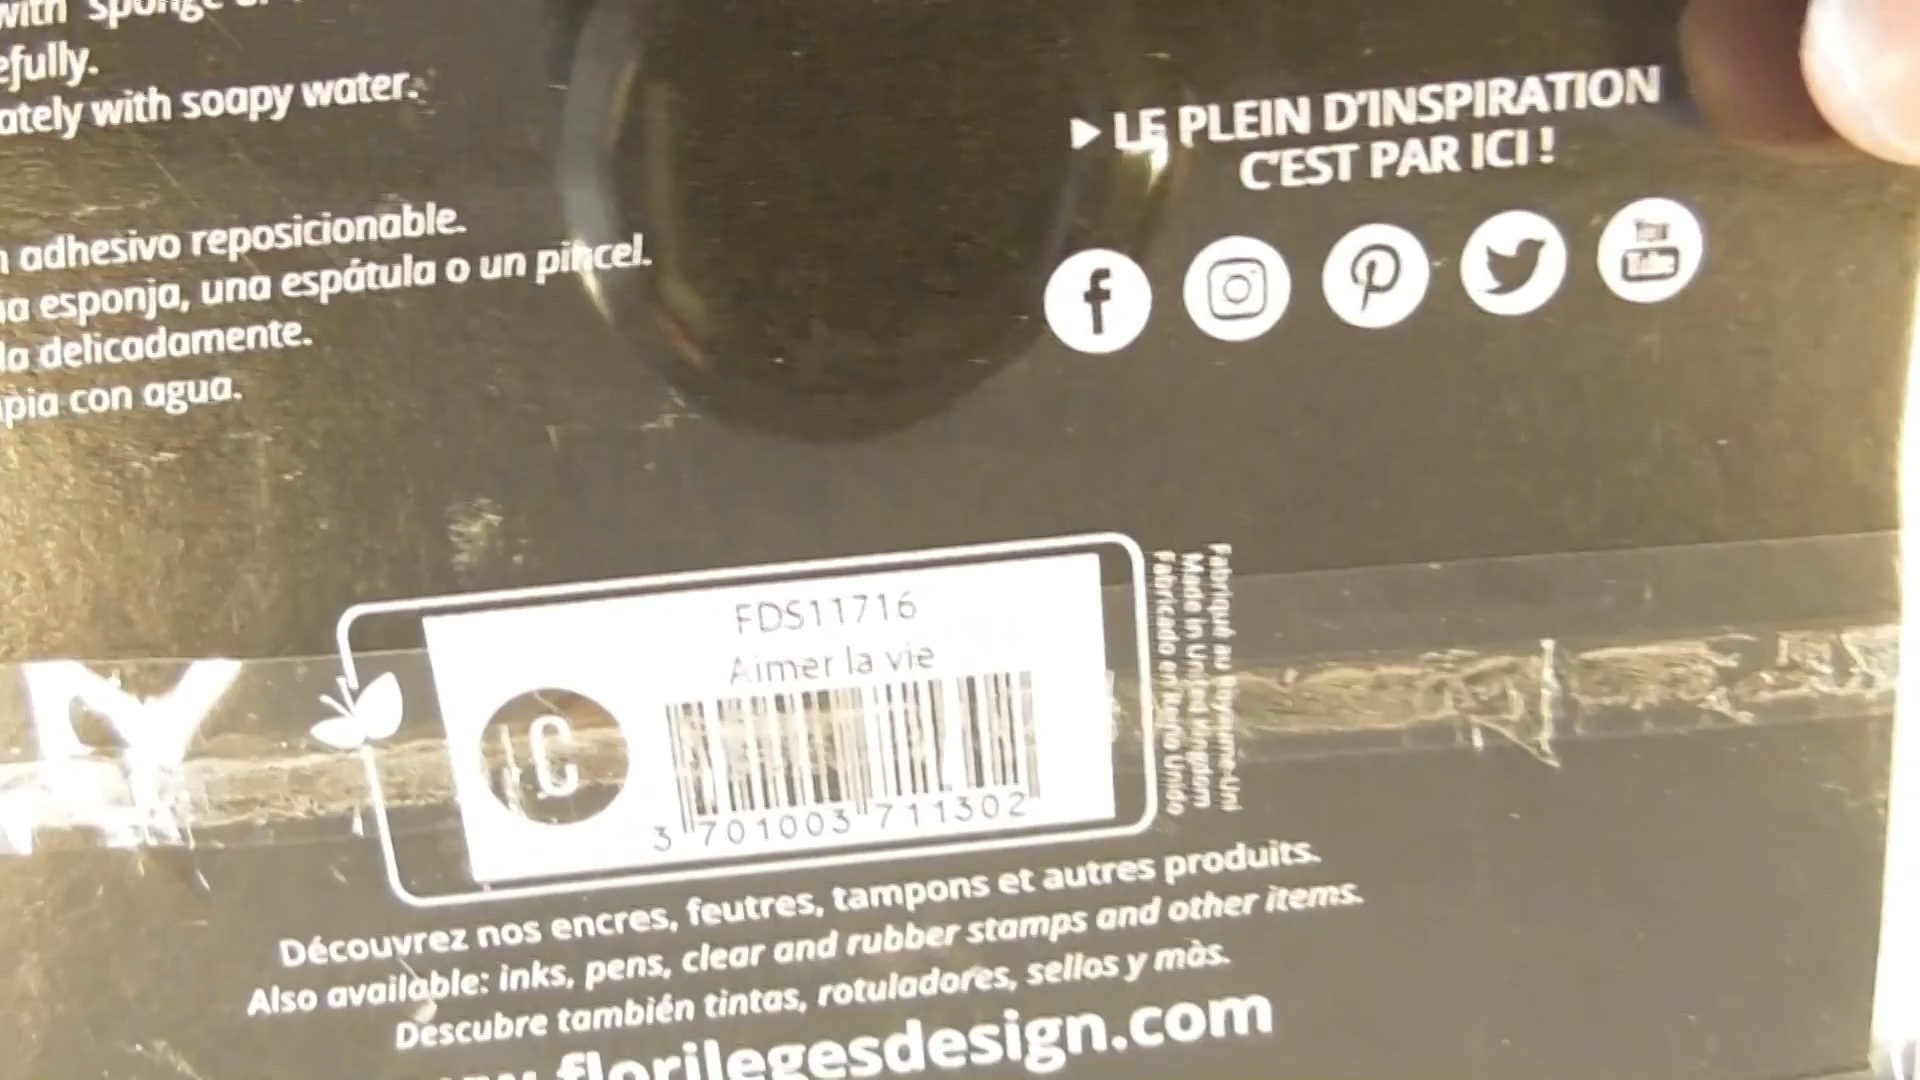 with sponge
efully.
ately with soapy water.
adhesivo reposicionable.
a esponja, una espátula o un pincel.
la delicadamente.
pia con agua.
LE PLEIN D'INSPIRATION
C'EST PAR ICI !
You
Tube
FDS11716
Aimer la vie
C
3 701003 711302
Fabriqué au Royaume-Uni
Made in United Kingdom
Fabricado en Reino Unido
Découvrez nos encres, feutres, tampons et autres produits.
Also available: inks, pens, clear and rubber stamps and other items.
Descubre también tintas, rotuladores, sellos y màs.
florilegesdesign.com